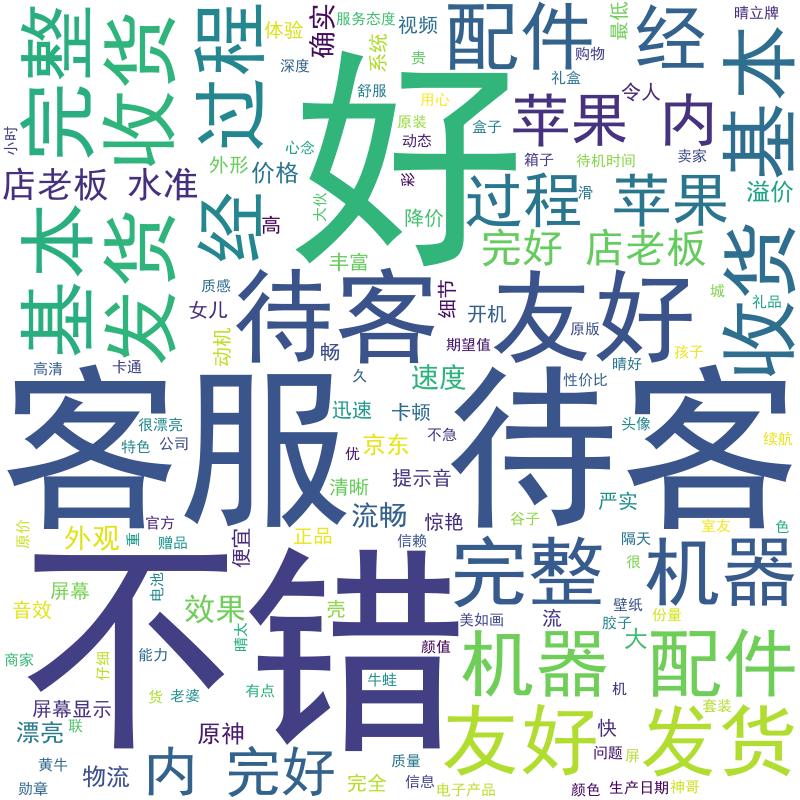 完整
收货
过程
体验
确实
服务态度
视频
系统
配件
经
最低
晴立牌
购物
基本
深度
贵
礼盒
舒服
用心
令人
苹果
内
小时
心念
好
原装
盒子
动态
箱子
待机时间
卖家
外形
价格
店老板
水准
彩
过程
滑
苹果
溢价
基本
发货
经
高
大伙
降价
丰富
完好
店老板
收货
质感
女儿
待客
细节
开机
友好
原版
城
礼品
动机
畅
期望值
晴好
孩子
高清
卡通
久
速度
性价比
客服
待客
很漂亮
特色
公司
迅速
卡顿
头像
优
京东
不急
续航
清晰
提示音
严实
原价
外观
官方
重
赠品
便宜
正品
流畅
信赖
惊艳
谷子
室友
色
隔天
不错
完整
机器
很
屏幕
电池
音效
效果
壳
美如画
流
壁纸
胶子
份量
大
晴太
颜值
商家
仔细
能力
机器
配件
货
老婆
有点
牛蛙
机
套装
屏幕显示
联
漂亮
原神
友好
快
发货
问题
屏
黄牛
物流
内
完好
质量
勋章
完全
信息
电子产品
颜色
生产日期
神哥